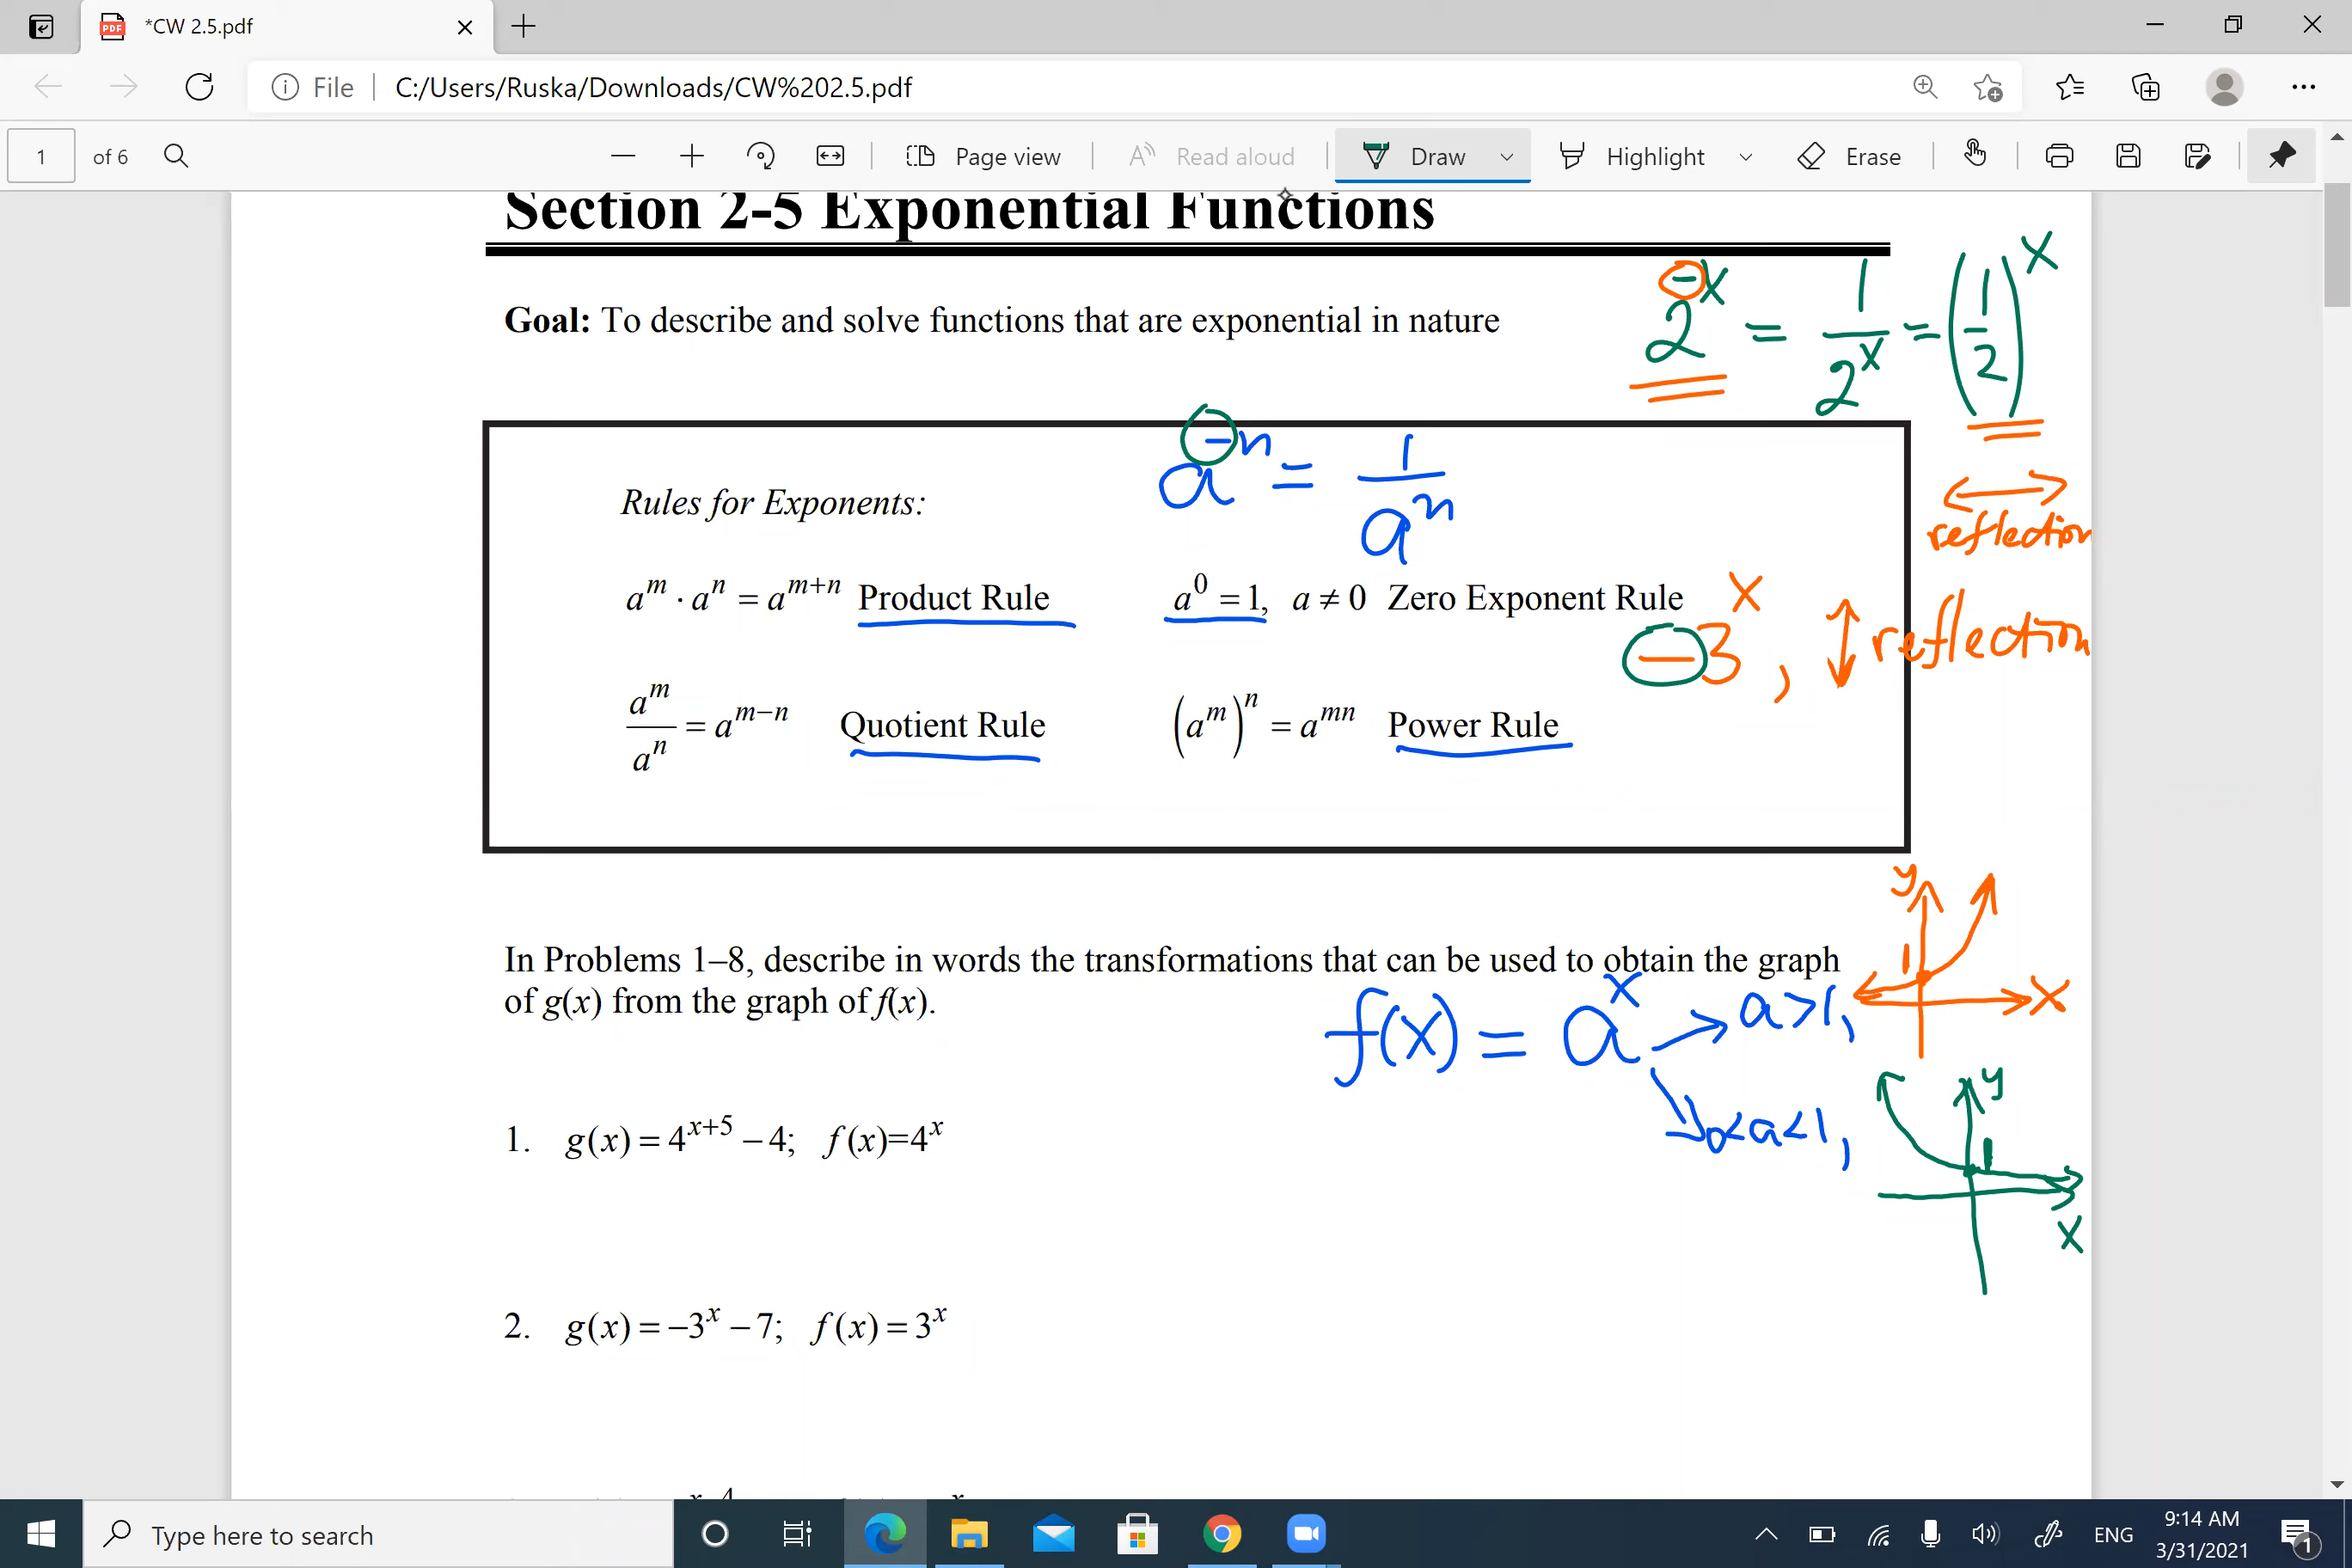 *CW 2.5.pdf
File C:/Users/Ruska/Downloads/CW%202.5.pdf
1 of 6 Page view Read aloud Draw Highlight Erase
Section 2-5 Exponential Functions
Goal: To describe and solve functions that are exponential in nature
2^{-x} = 1/2^x = (1/2)^x
reflection
a^{-n} = 1/a^n
Rules for Exponents:
a^m · a^n = a^{m+n} Product Rule a^0 = 1, a ≠ 0 Zero Exponent Rule
-3^x, reflection
a^m/a^n = a^{m−n} Quotient Rule (a^m)^n = a^{mn} Power Rule
In Problems 1–8, describe in words the transformations that can be used to obtain the graph
of g(x) from the graph of f(x).
y
1
x
f(x) = a^x → a>1,
0<a<1,
y
1
x
1. g(x) = 4^{x+5} − 4; f(x)=4^x
2. g(x) = −3^x − 7; f(x) = 3^x
Type here to search
ENG
9:14 AM
3/31/2021
1